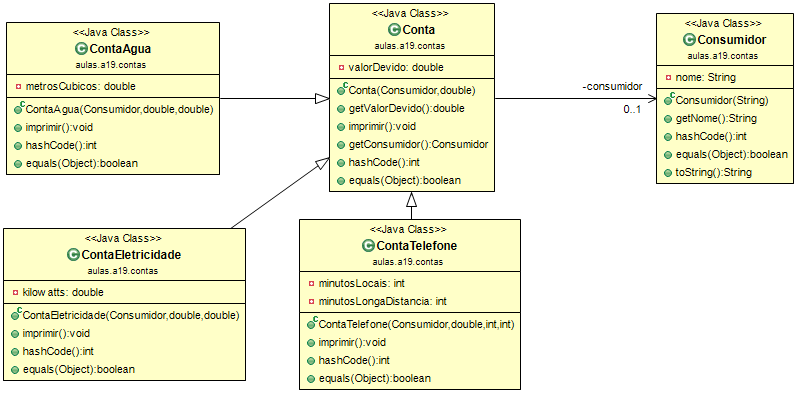 <<Java Class>>
ContaAgua
aulas.a19.contas
metrosCubicos: double
ContaAgua(Consumidor,double,double)
imprimir():void
hashCode():int
equals(Object):boolean
<<Java Class>>
Conta
aulas.a19.contas
valorDevido: double
Conta(Consumidor,double)
getValorDevido():double
imprimir():void
getConsumidor():Consumidor
hashCode():int
equals(Object):boolean
-consumidor
0..1
<<Java Class>>
Consumidor
aulas.a19.contas
nome: String
Consumidor(String)
getNome():String
hashCode():int
equals(Object):boolean
toString():String
<<Java Class>>
ContaEletricidade
aulas.a19.contas
kilowatts: double
ContaEletricidade(Consumidor,double,double)
imprimir():void
hashCode():int
equals(Object):boolean
<<Java Class>>
ContaTelefone
aulas.a19.contas
minutosLocais: int
minutosLongaDistancia: int
ContaTelefone(Consumidor,double,int,int)
imprimir():void
hashCode():int
equals(Object):boolean